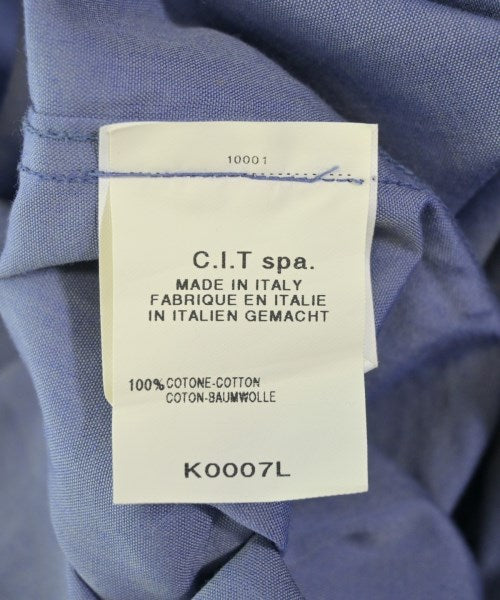 10001
C.I.T spa.
MADE IN ITALY
FABRIQUE EN ITALIE
IN ITALIEN GEMACHT
100% COTONE-COTTON
COTON-BAUMWOLLE
K0007L